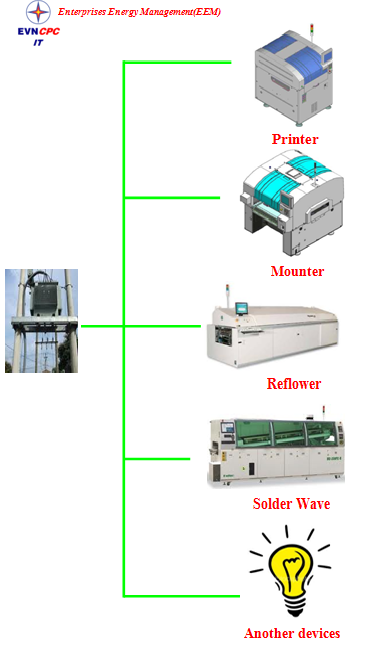 Enterprises Energy Management(EEM)
EVNCPC
IT
Printer
Mounter
Reflower
Solder Wave
Another devices